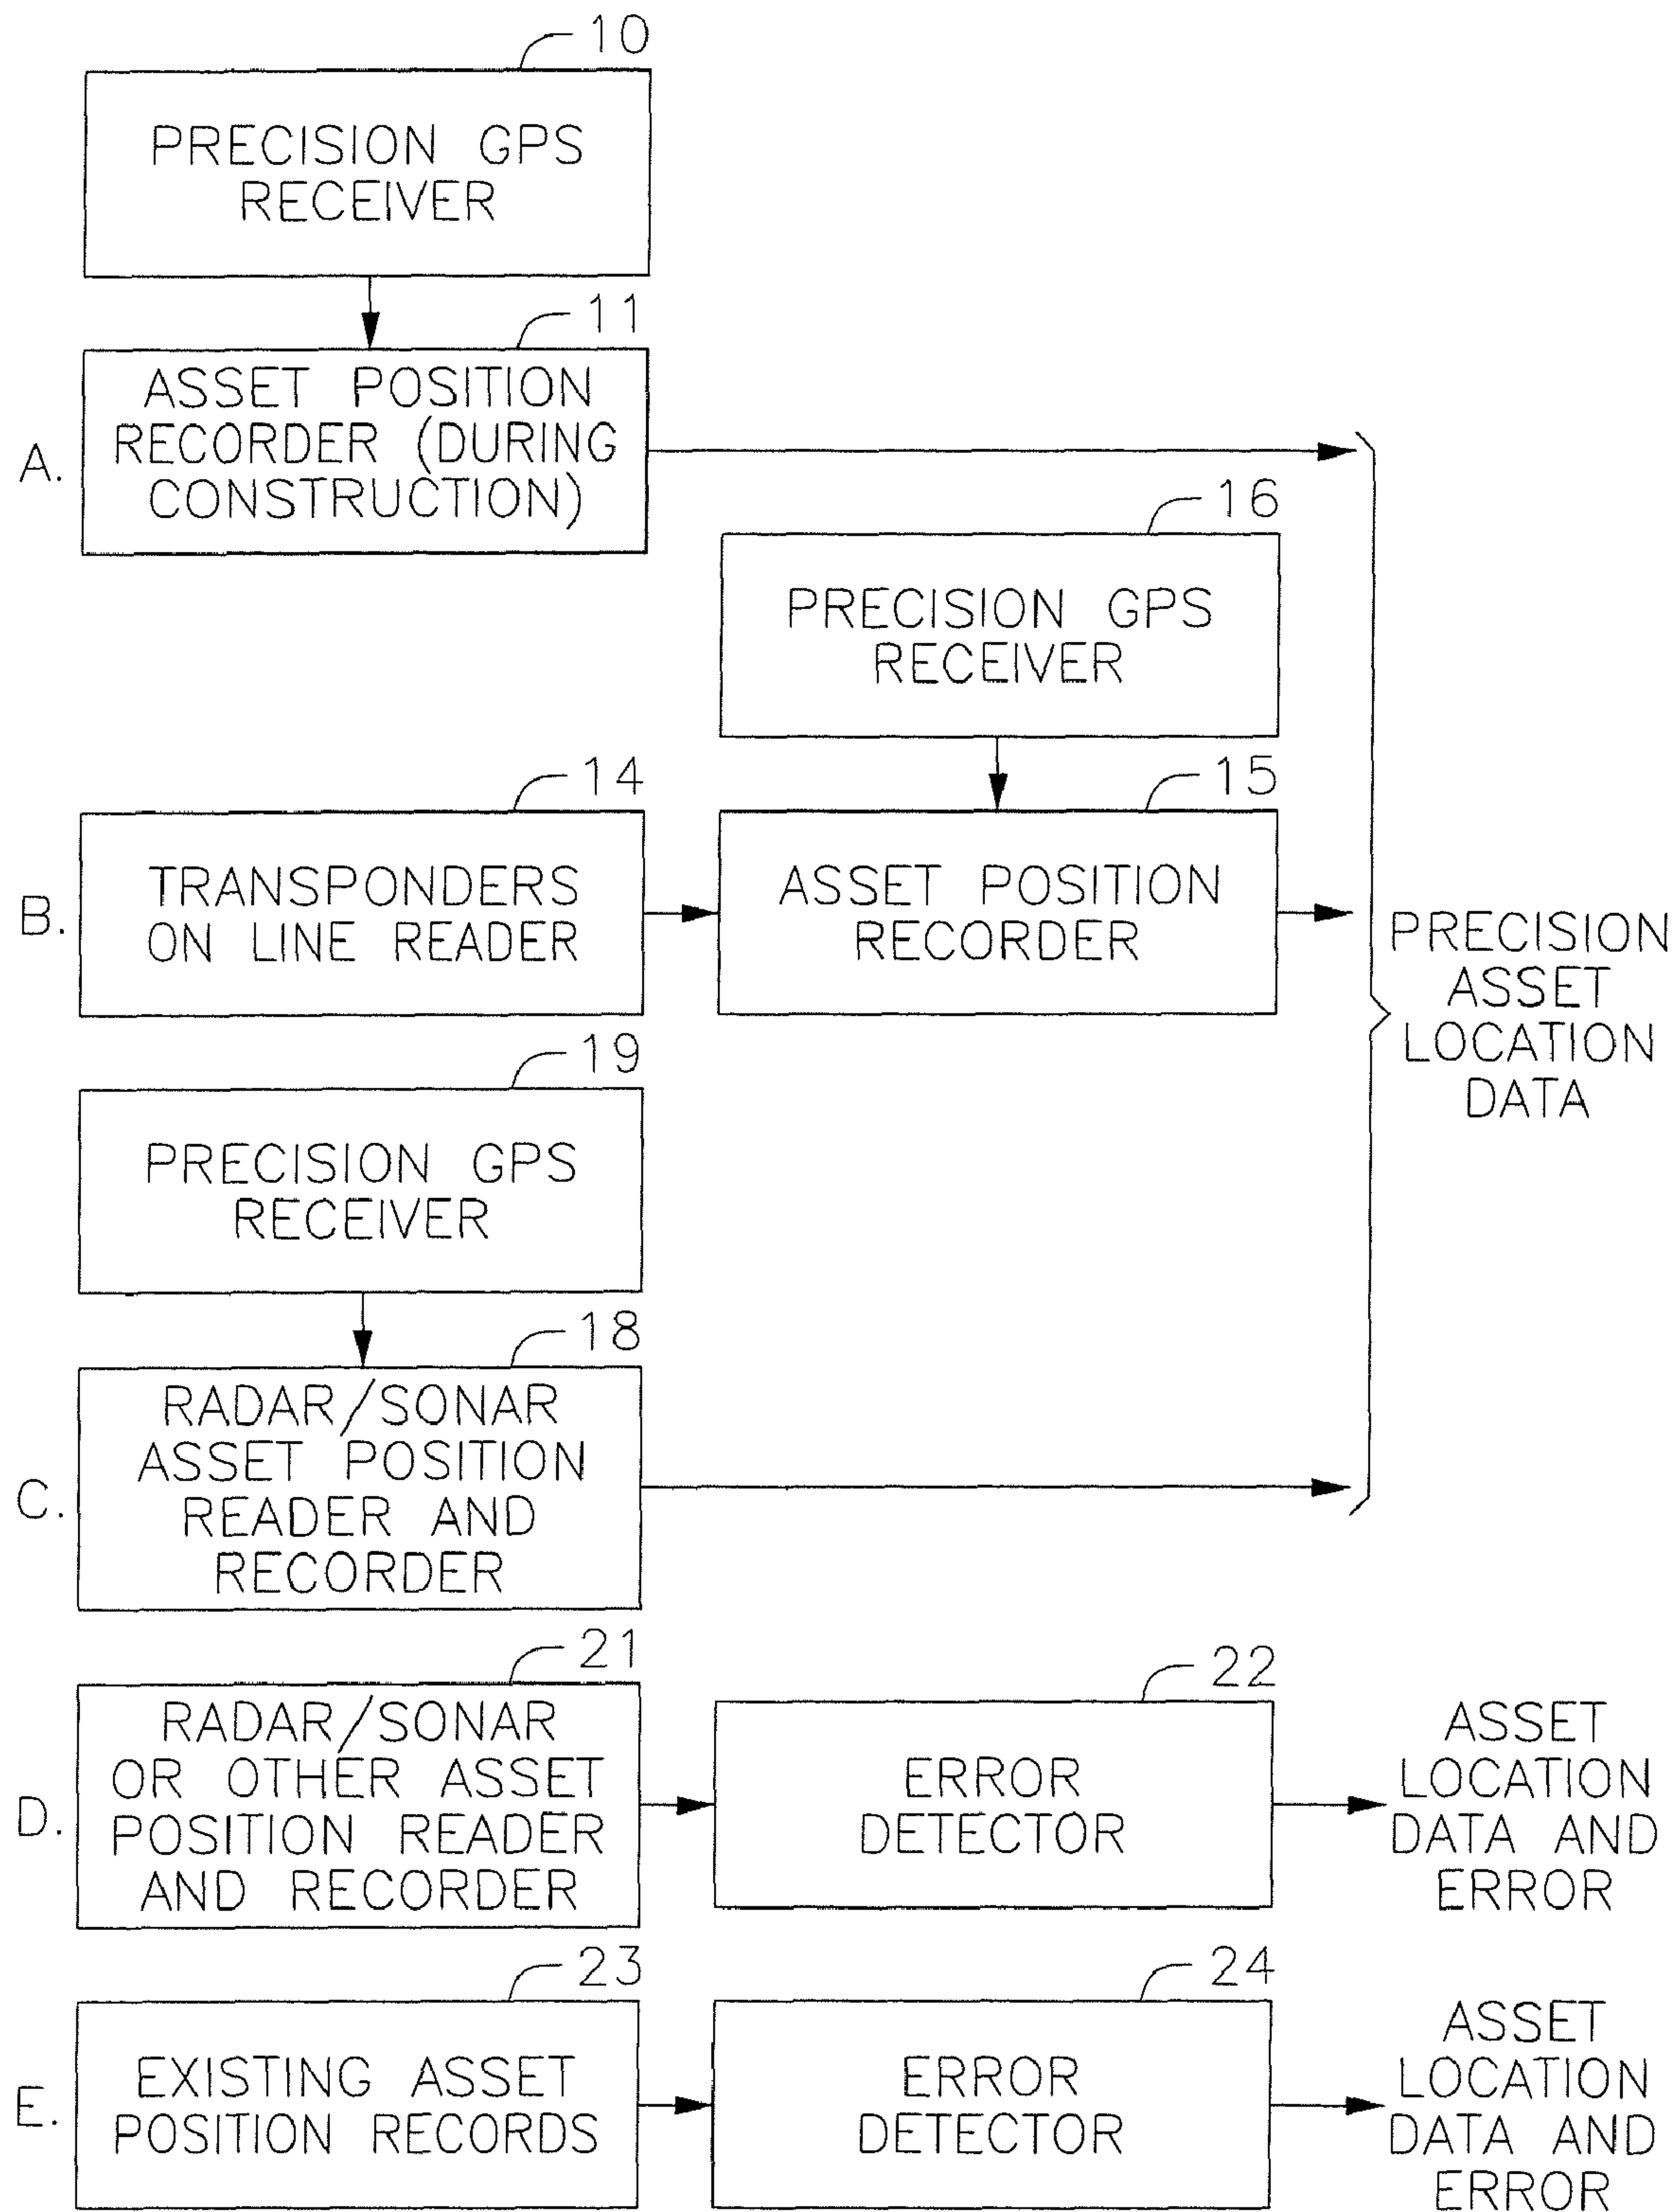 10
PRECISION GPS
RECEIVER
11
ASSET POSITION
RECORDER (DURING
CONSTRUCTION)
A.
16
PRECISION GPS
RECEIVER
14
TRANSPONDERS
ON LINE READER
B.
15
ASSET POSITION
RECORDER
PRECISION
ASSET
LOCATION
DATA
19
PRECISION GPS
RECEIVER
18
RADAR/SONAR
ASSET POSITION
READER AND
RECORDER
C.
21
RADAR/SONAR
OR OTHER ASSET
POSITION READER
AND RECORDER
D.
22
ERROR
DETECTOR
ASSET
LOCATION
DATA AND
ERROR
23
EXISTING ASSET
POSITION RECORDS
E.
24
ERROR
DETECTOR
ASSET
LOCATION
DATA AND
ERROR